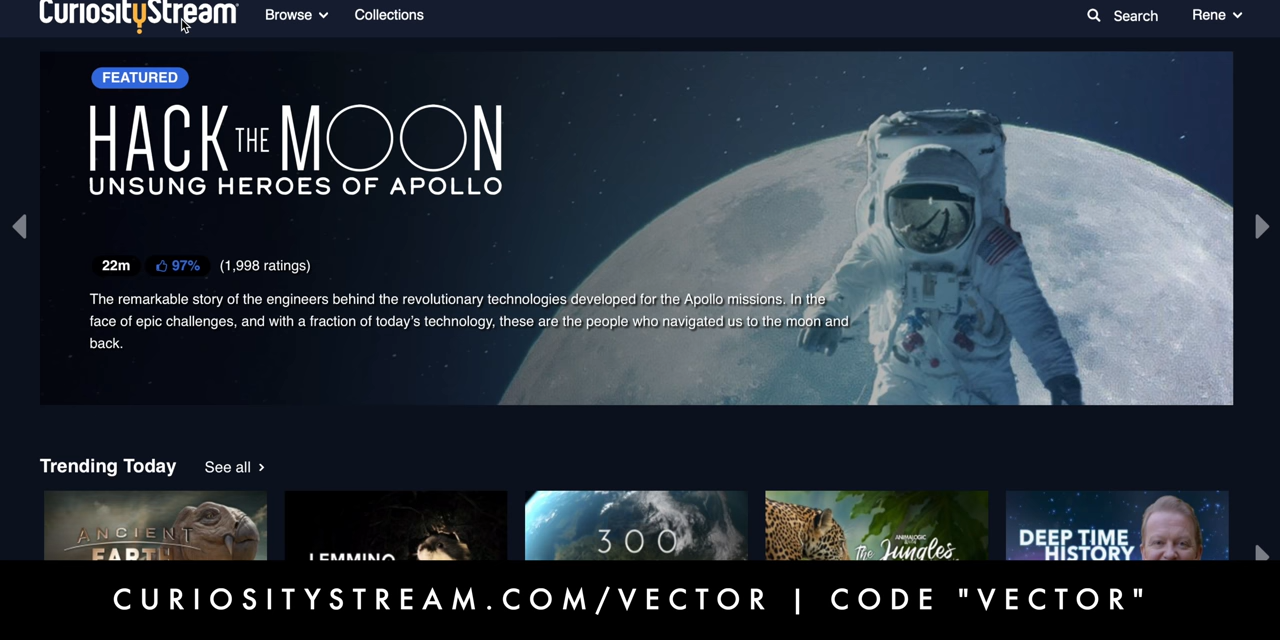 CuriosityStream
Browse
Collections
Search
Rene
FEATURED
HACK THE MOON
UNSUNG HEROES OF APOLLO
22m
97%
(1,998 ratings)
The remarkable story of the engineers behind the revolutionary technologies developed for the Apollo missions. In the
face of epic challenges, and with a fraction of today’s technology, these are the people who navigated us to the moon and
back.
Trending Today
See all
ANCIENT
EARTH
LEMMING
300
ANIMALOGIC
The Jungles
DEEP TIME
HISTORY
CURIOSITYSTREAM.COM/VECTOR | CODE "VECTOR"